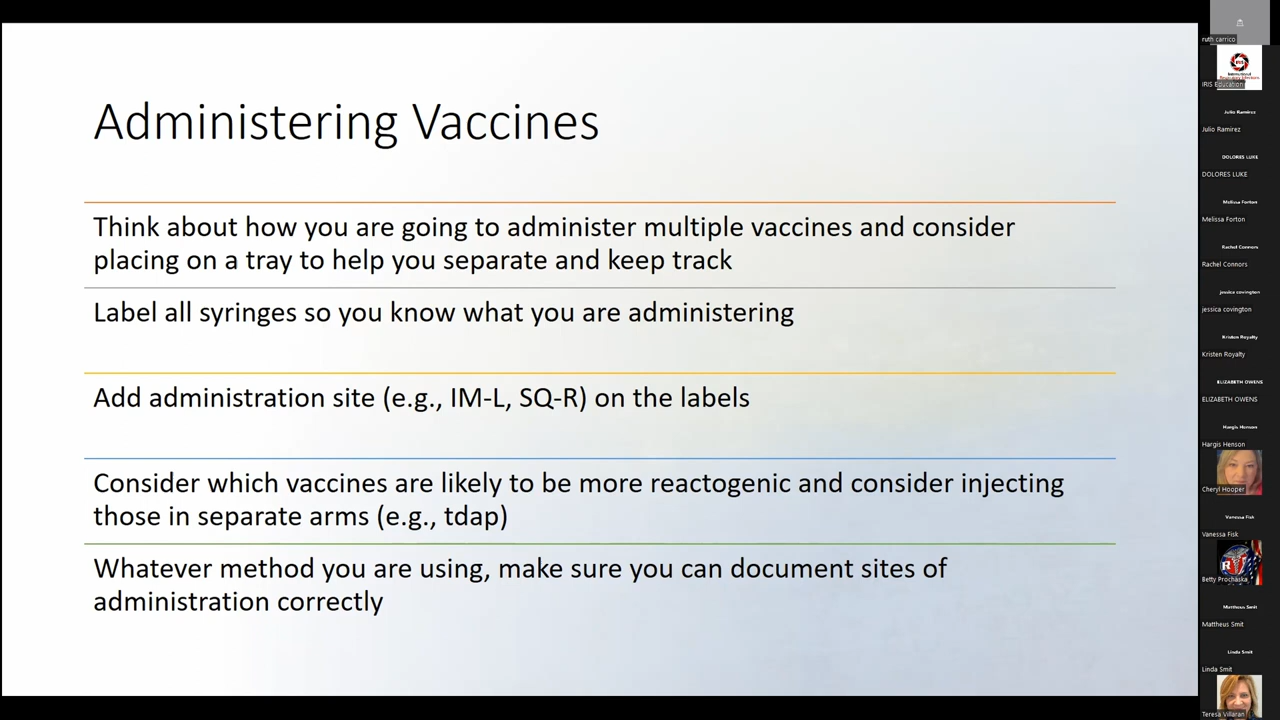 Administering Vaccines
Think about how you are going to administer multiple vaccines and consider
placing on a tray to help you separate and keep track
Label all syringes so you know what you are administering
Add administration site (e.g., IM-L, SQ-R) on the labels
Consider which vaccines are likely to be more reactogenic and consider injecting
those in separate arms (e.g., tdap)
Whatever method you are using, make sure you can document sites of
administration correctly
ruth carrico
IRIS
IRIS Education
Julio Ramirez
Julio Ramirez
DOLORES LUKE
DOLORES LUKE
Melissa Forton
Melissa Forton
Rachel Connors
Rachel Connors
jessica covington
jessica covington
Kristen Royalty
Kristen Royalty
ELIZABETH OWENS
ELIZABETH OWENS
Hargis Henson
Hargis Henson
Cheryl Hooper
Vanessa Fisk
Vanessa Fisk
Betty Prochaska
Mattheus Smit
Mattheus Smit
Linda Smit
Linda Smit
Teresa Villaran